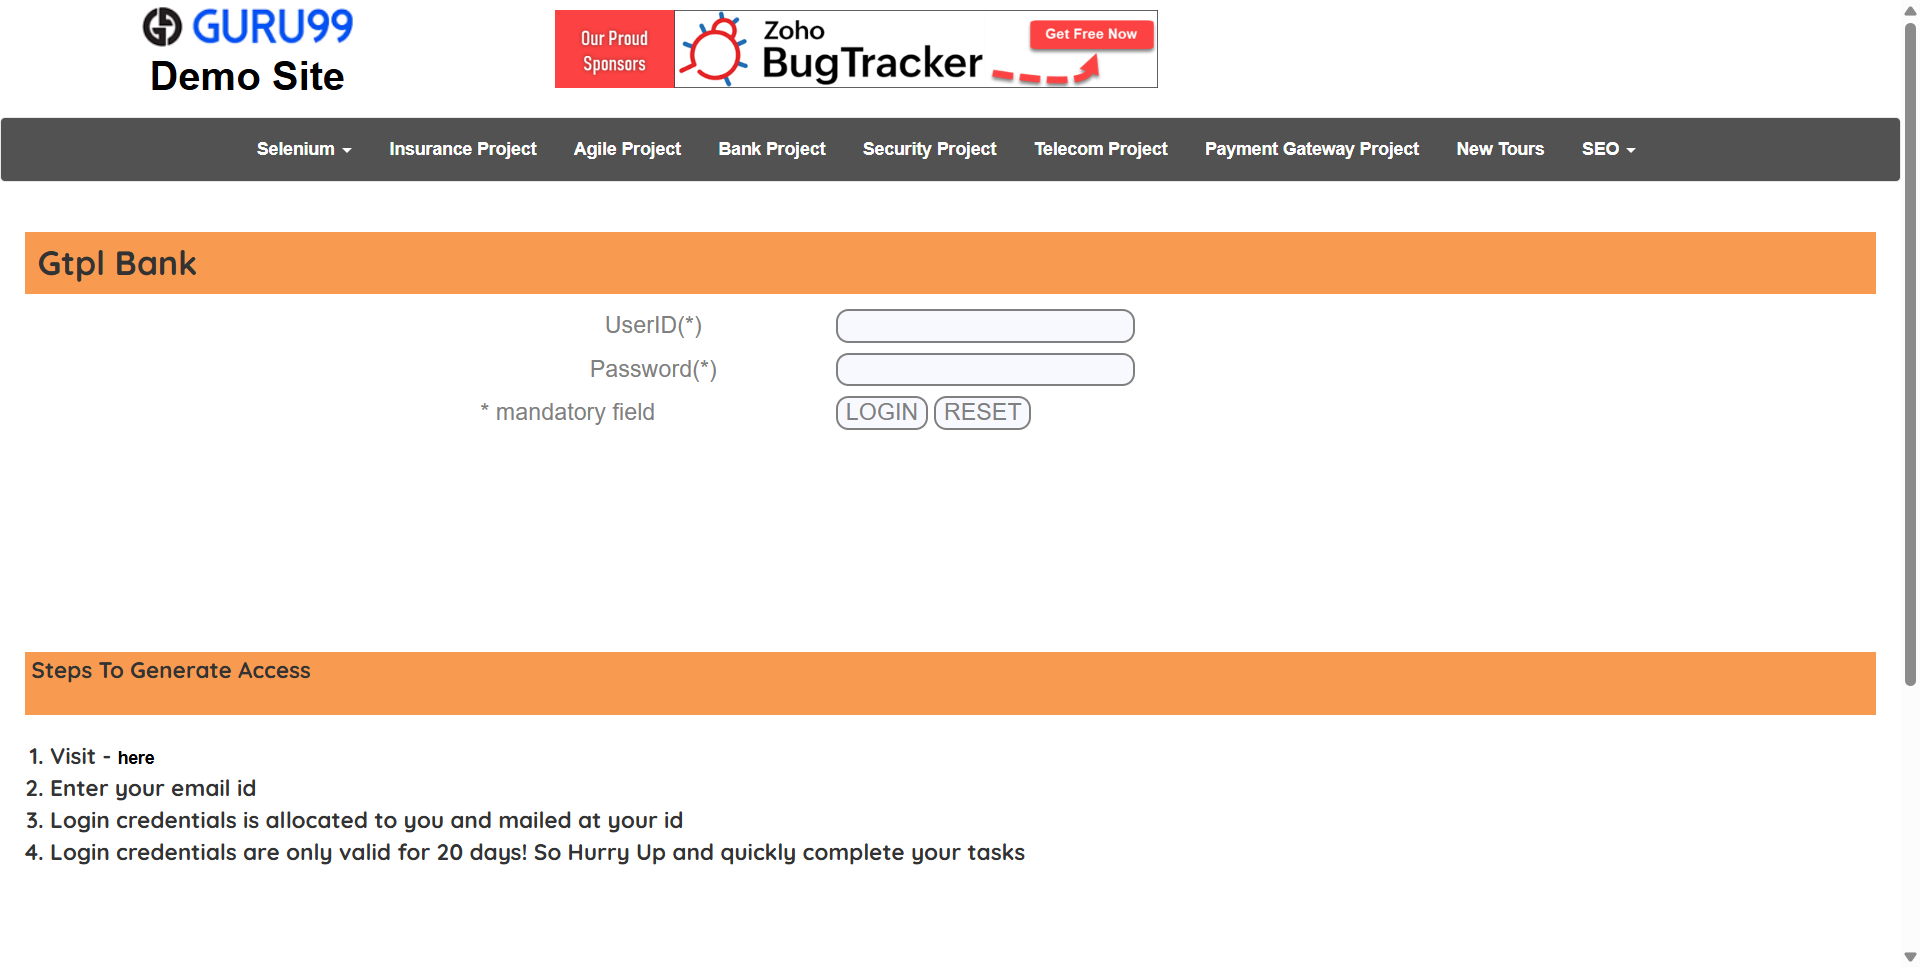 GURU99
Demo Site
Our Proud
Sponsors
Zoho
BugTracker
Get Free Now
Selenium Insurance Project Agile Project Bank Project Security Project Telecom Project Payment Gateway Project New Tours SEO
Gtpl Bank
UserID(*)
Password(*)
* mandatory field LOGIN RESET
Steps To Generate Access
1. Visit - here
2. Enter your email id
3. Login credentials is allocated to you and mailed at your id
4. Login credentials are only valid for 20 days! So Hurry Up and quickly complete your tasks